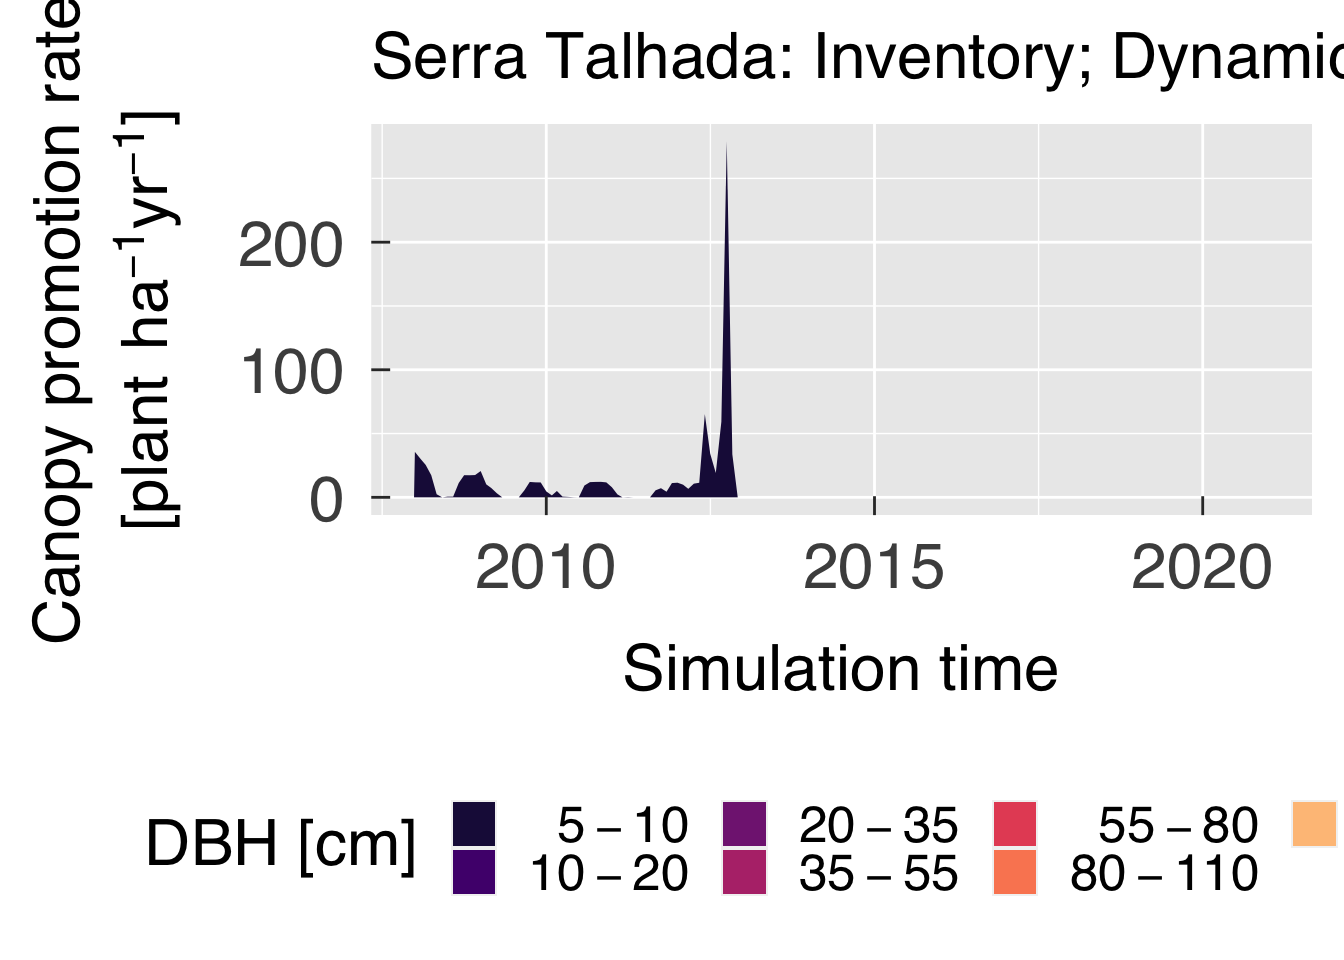 Serra Talhada: Inventory; Dynamic
Canopy promotion rate
[plant ha⁻¹yr⁻¹]
200
100
0
2010 2015 2020
Simulation time
DBH [cm]
5 – 10 20 – 35 55 – 80
10 – 20 35 – 55 80 – 110